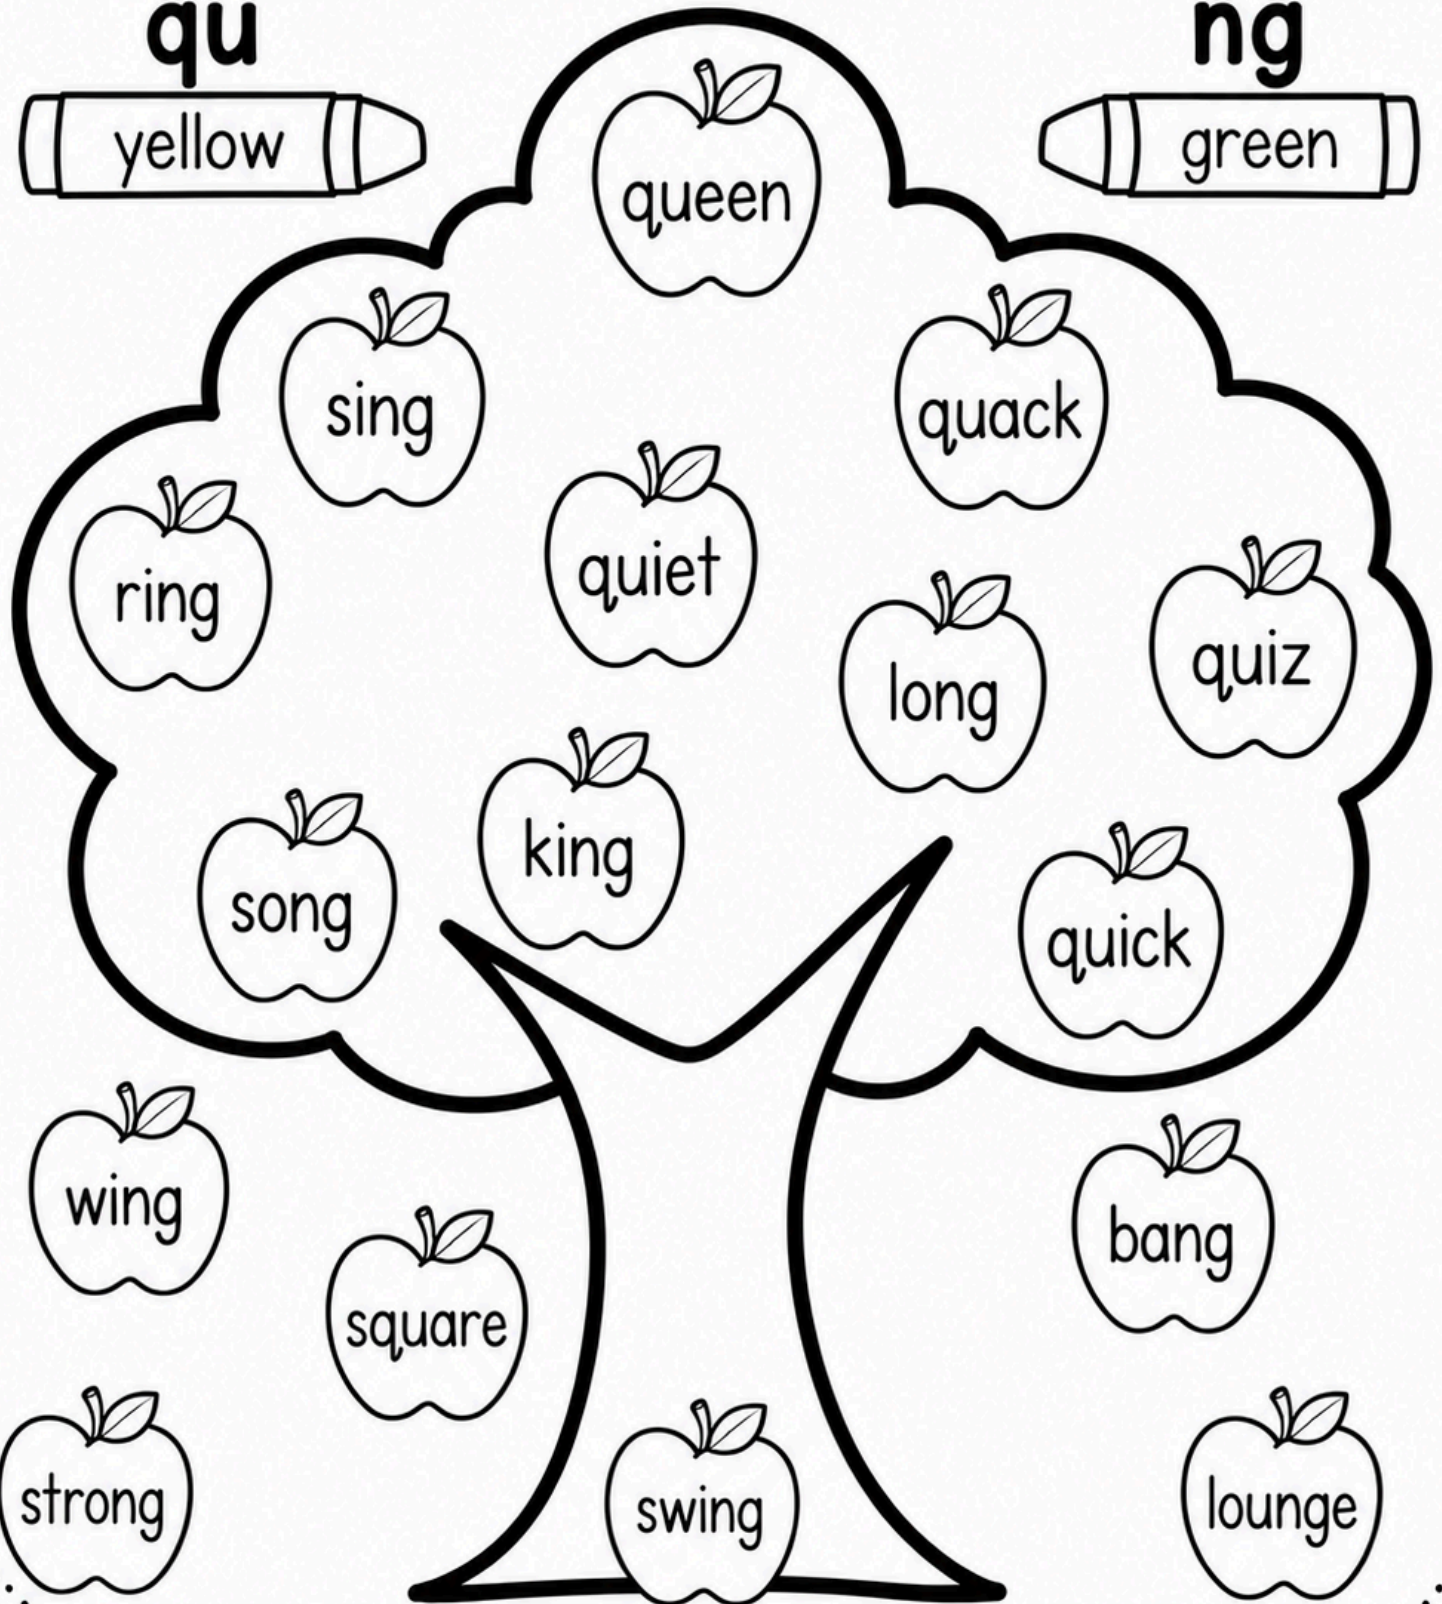 qu
ng
yellow
green
queen
sing
quack
quiet
ring
quiz
long
king
song
quick
wing
bang
square
strong
swing
lounge